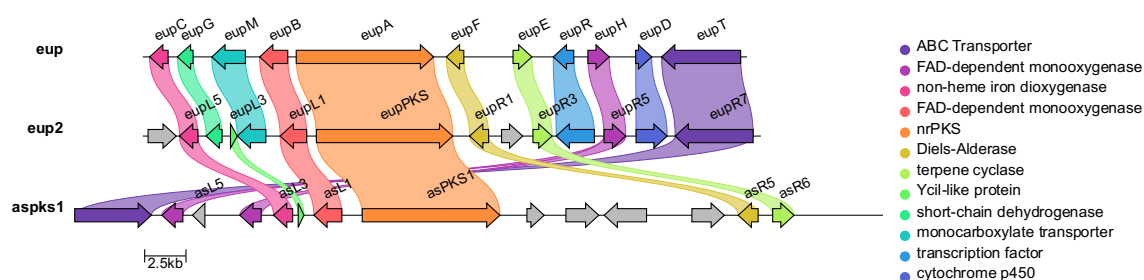 eup
eupC eupG eupM eupB eupA eupF eupE eupR eupH eupD eupT
eup2
eupL5 eupL3 eupL1 eupPKS eupR1 eupR3 eupR5 eupR7
aspks1
asL5 asL3 asL1 asPKS1 asR5 asR6
2.5kb
ABC Transporter
FAD-dependent monooxygenase
non-heme iron dioxygenase
FAD-dependent monooxygenase
nrPKS
Diels-Alderase
terpene cyclase
YciI-like protein
short-chain dehydrogenase
monocarboxylate transporter
transcription factor
cytochrome p450